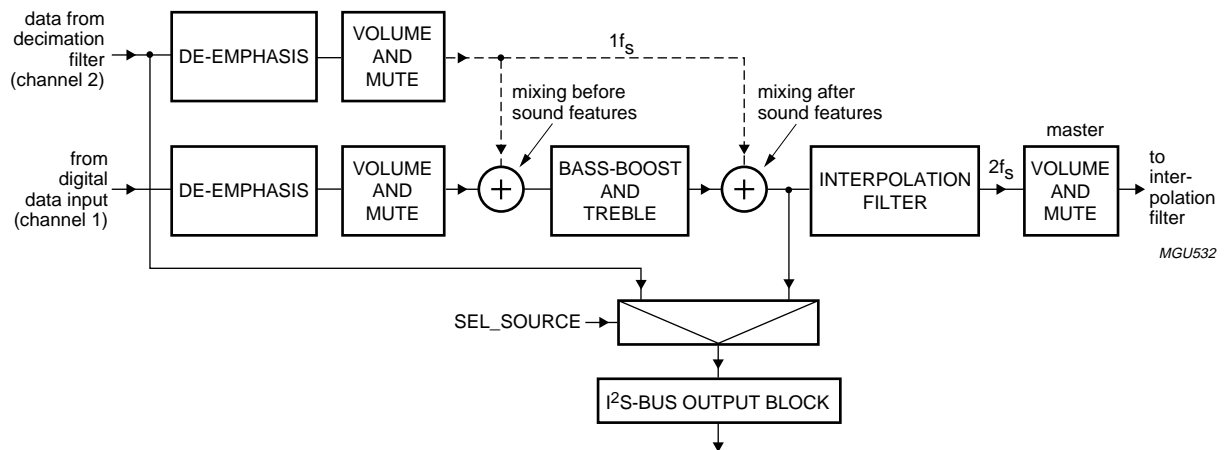 data from
decimation
filter
(channel 2)
DE-EMPHASIS
VOLUME
AND
MUTE
1fs
mixing before
sound features
mixing after
sound features
from
digital
data input
(channel 1)
DE-EMPHASIS
VOLUME
AND
MUTE
+
BASS-BOOST
AND
TREBLE
+
INTERPOLATION
FILTER
2fs
master
VOLUME
AND
MUTE
to
inter-
polation
filter
MGU532
SEL_SOURCE
I²S-BUS OUTPUT BLOCK